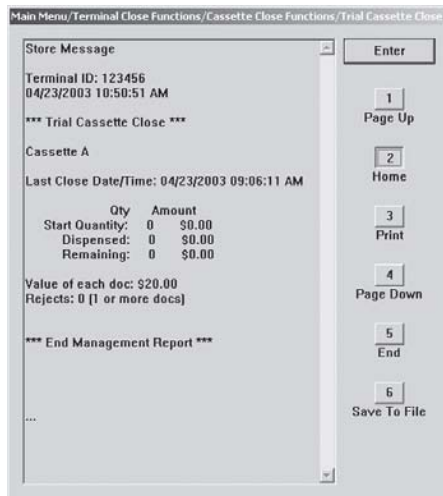 Main Menu/Terminal Close Functions/Cassette Close Functions/Trial Cassette Close
Store Message
Terminal ID: 123456
04/23/2003 10:50:51 AM
*** Trial Cassette Close ***
Cassette A
Last Close Date/Time: 04/23/2003 09:06:11 AM
Qty Amount
Start Quantity: 0 $0.00
Dispensed: 0 $0.00
Remaining: 0 $0.00
Value of each doc: $20.00
Rejects: 0 (1 or more docs)
*** End Management Report ***
...
Enter
1
Page Up
2
Home
3
Print
4
Page Down
5
End
6
Save To File